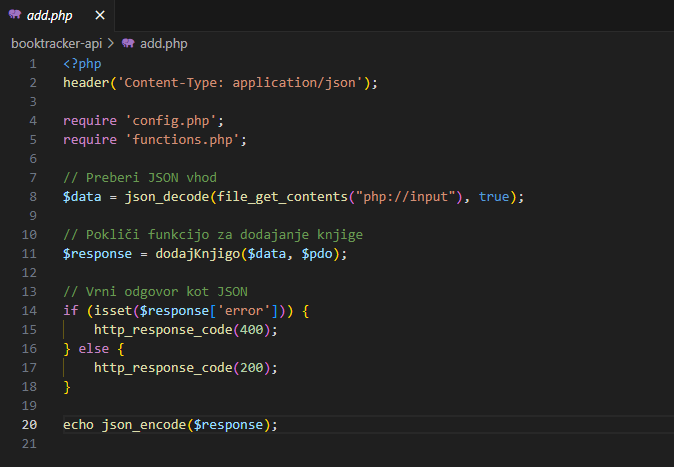 add.php ×
booktracker-api > add.php
1 <?php
2 header('Content-Type: application/json');
3
4 require 'config.php';
5 require 'functions.php';
6
7 // Preberi JSON vhod
8 $data = json_decode(file_get_contents("php://input"), true);
9
10 // Pokliči funkcijo za dodajanje knjige
11 $response = dodajKnjigo($data, $pdo);
12
13 // Vrni odgovor kot JSON
14 if (isset($response['error'])) {
15     http_response_code(400);
16 } else {
17     http_response_code(200);
18 }
19
20 echo json_encode($response);
21